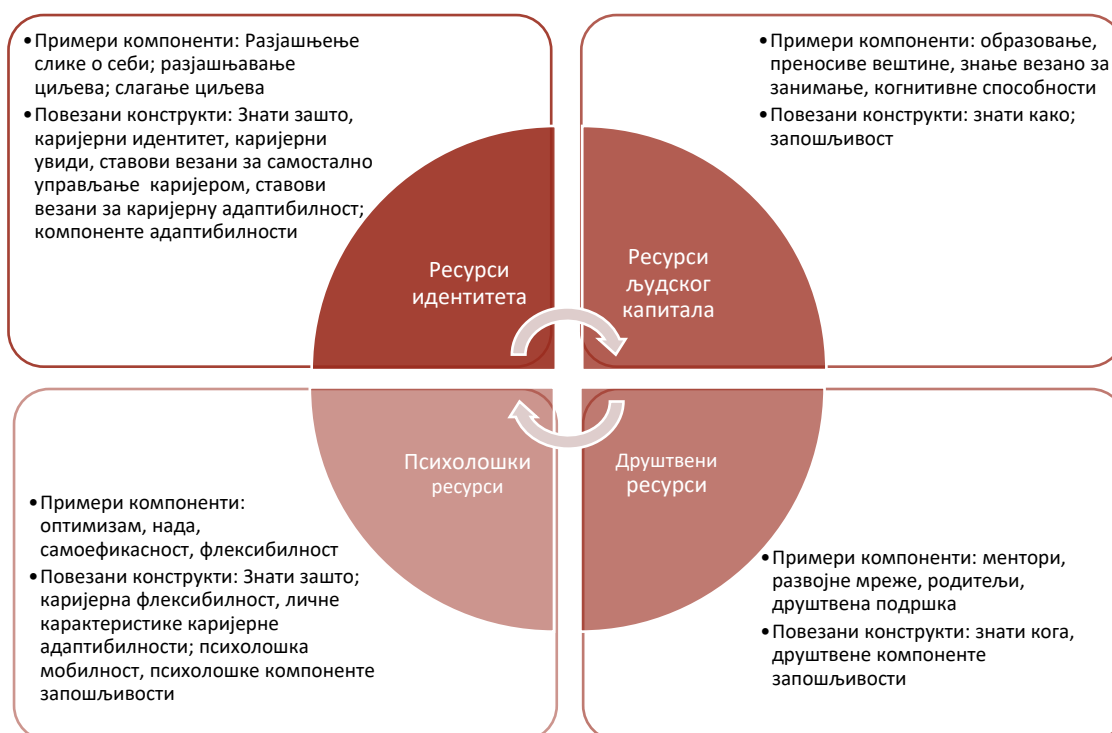 •Примери компоненти: Разјашњење
слике о себи; разјашњавање
циљева; слагање циљева
•Повезани конструкти: Знати зашто,
каријерни идентитет, каријерни
увиди, ставови везани за самостално
управљање каријером, ставови
везани за каријерну адаптибилност;
компоненте адаптибилности
•Примери компоненти: образовање,
преносиве вештине, знање везано за
занимање, когнитивне способности
•Повезани конструкти: знати како;
запошљивост
Ресурси
идентитета
Ресурси
људског
капитала
Психолошки
ресурси
Друштвени
ресурси
•Примери компоненти:
оптимизам, нада,
самоефикасност, флексибилност
•Повезани конструкти: Знати зашто;
каријерна флексибилност, личне
карактеристике каријерне
адаптибилности; психолошка
мобилност, психолошке компоненте
запошљивости
•Примери компоненти: ментори,
развојне мреже, родитељи,
друштвена подршка
•Повезани конструкти: знати кога,
друштвене компоненте
запошљивости